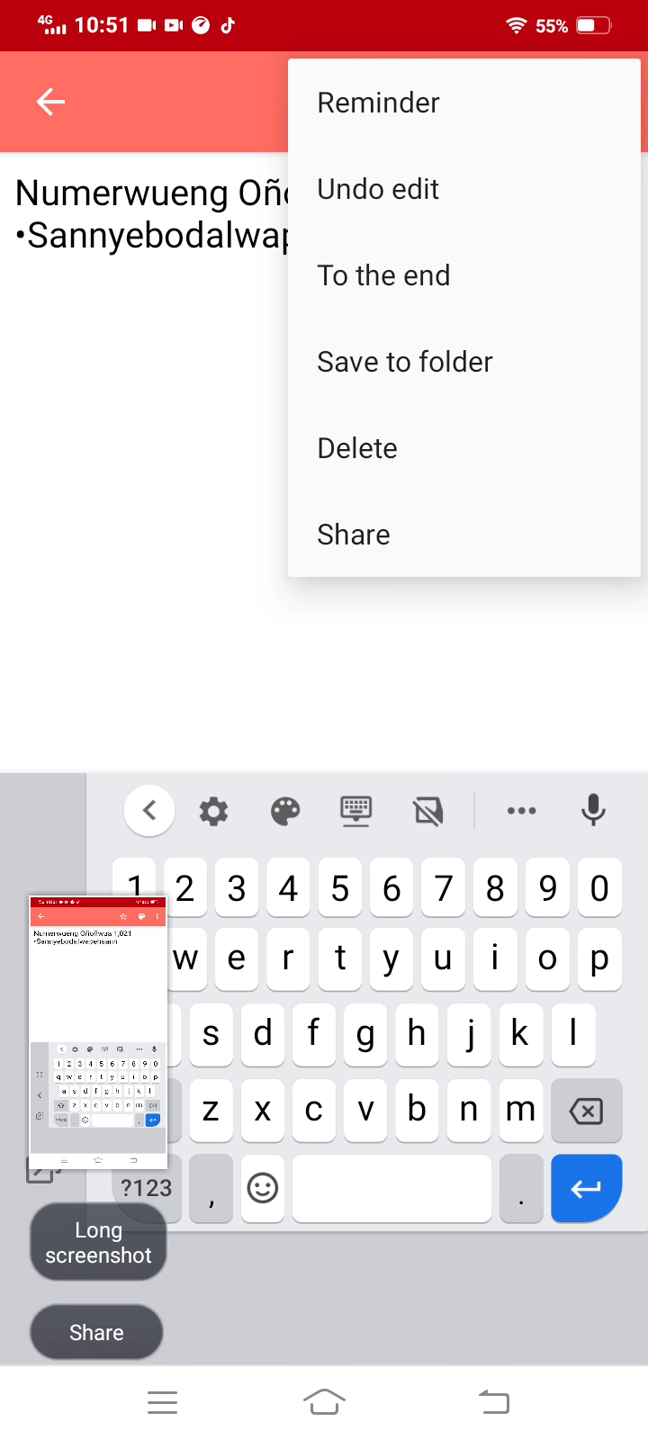 4G 10:51 55%
Reminder
Numerwueng Oño
Undo edit
•Sannyebodalwap
To the end
Save to folder
Delete
Share
1 2 3 4 5 6 7 8 9 0
w e r t y u i o p
s d f g h j k l
z x c v b n m
?123 , .
Long
screenshot
Share